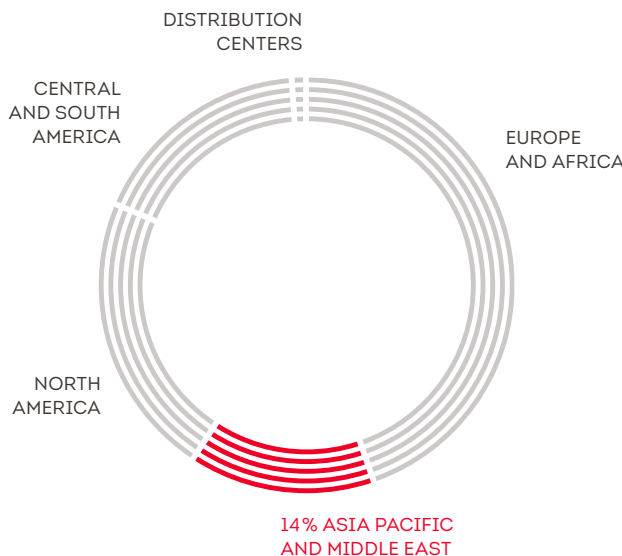 DISTRIBUTION
CENTERS
CENTRAL
AND SOUTH
AMERICA
EUROPE
AND AFRICA
NORTH
AMERICA
14% ASIA PACIFIC
AND MIDDLE EAST